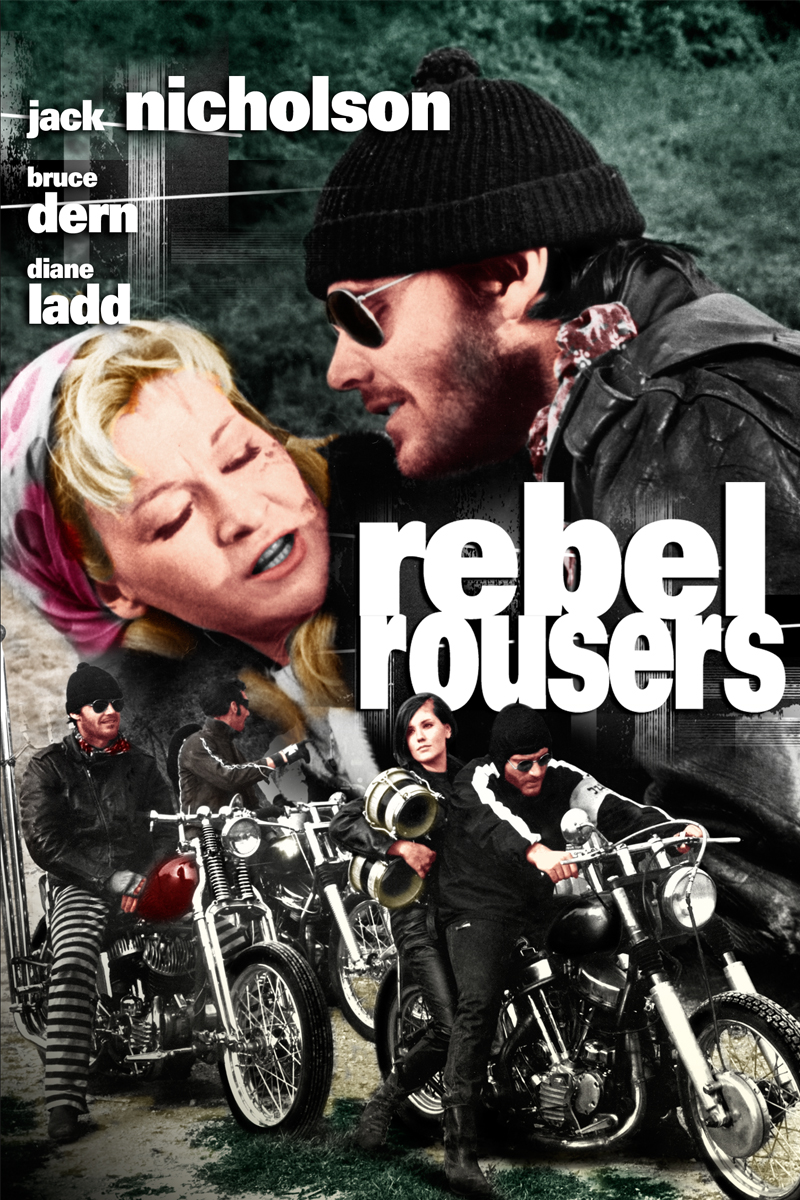 jack nicholson
bruce
dern
diane
ladd
rebel
rousers